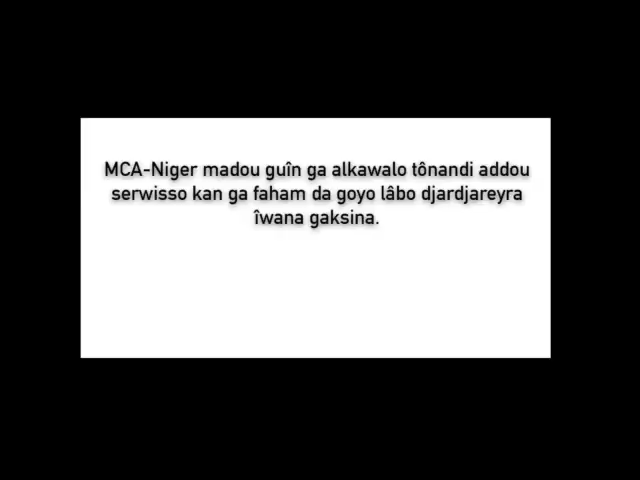 MCA-Niger madou guîn ga alkawalo tônandi addou
serwisso kan ga faham da goyo lâbo djardjareyra
îwana gaksina.